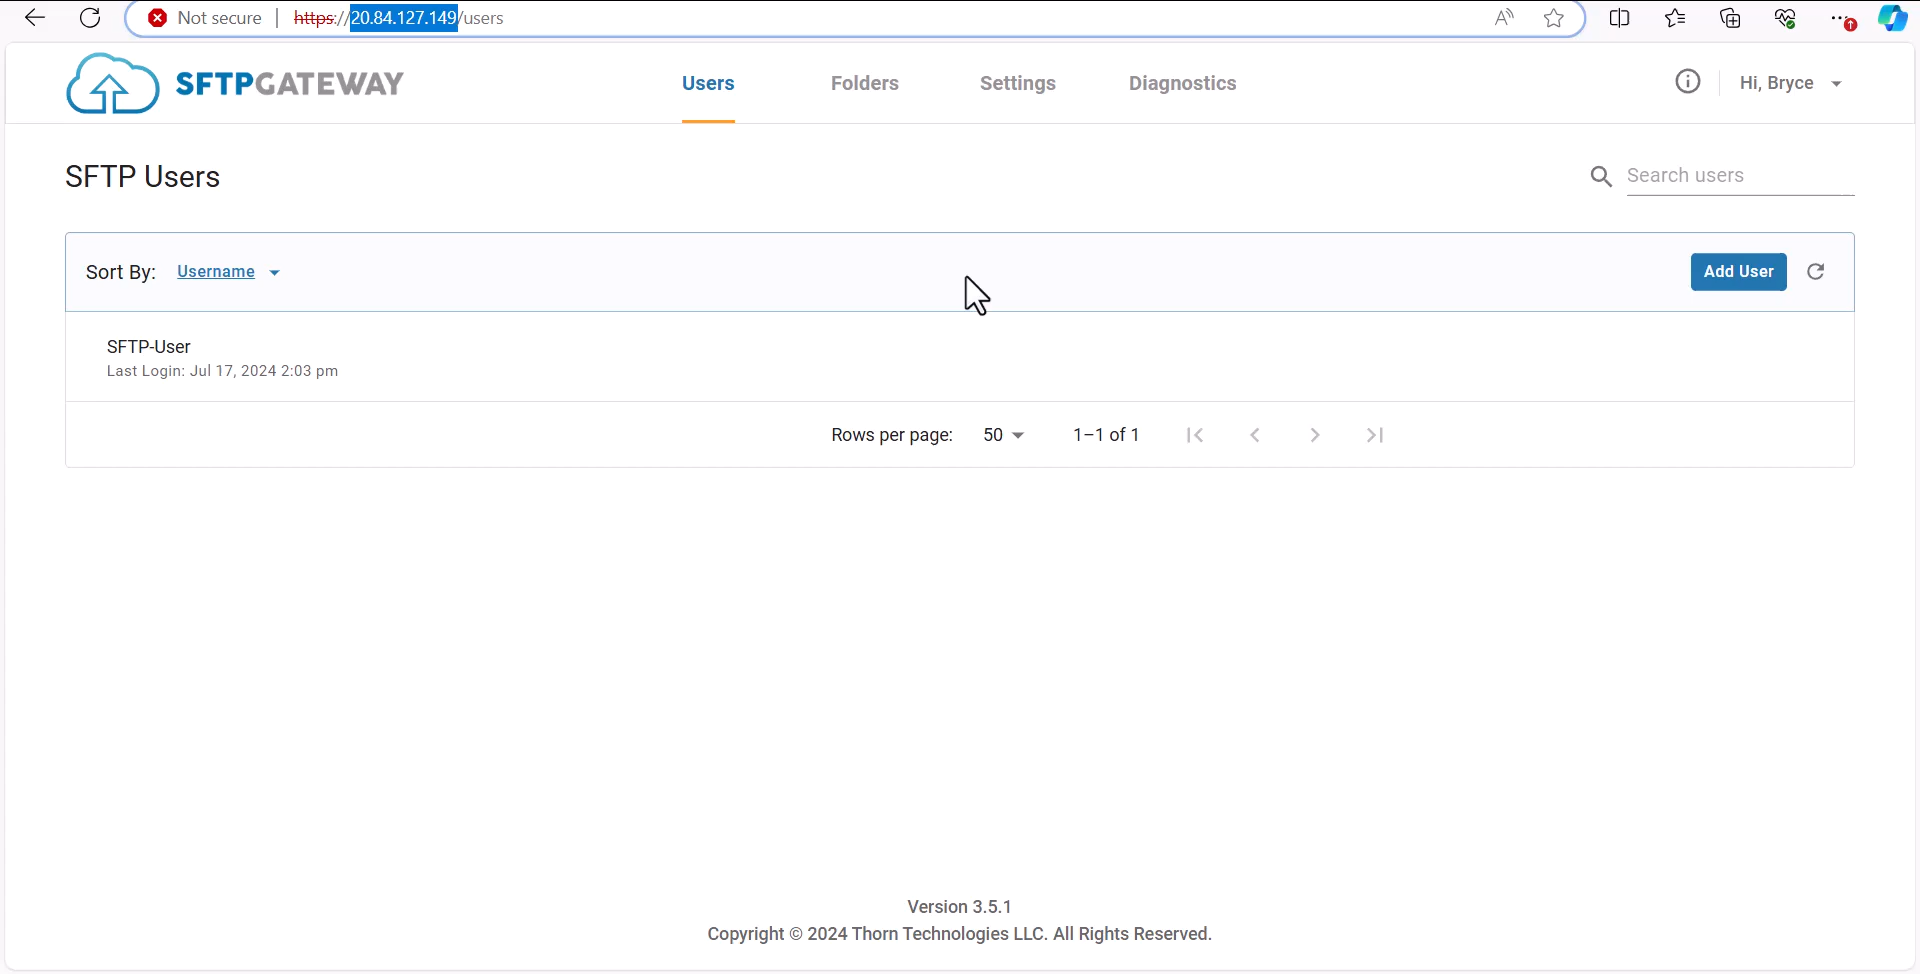 Not secure | https://20.84.127.149/users
SFTPGATEWAY
Users Folders Settings Diagnostics
Hi, Bryce
SFTP Users
Search users
Sort By: Username
Add User
SFTP-User
Last Login: Jul 17, 2024 2:03 pm
Rows per page: 50 1–1 of 1
Version 3.5.1
Copyright © 2024 Thorn Technologies LLC. All Rights Reserved.